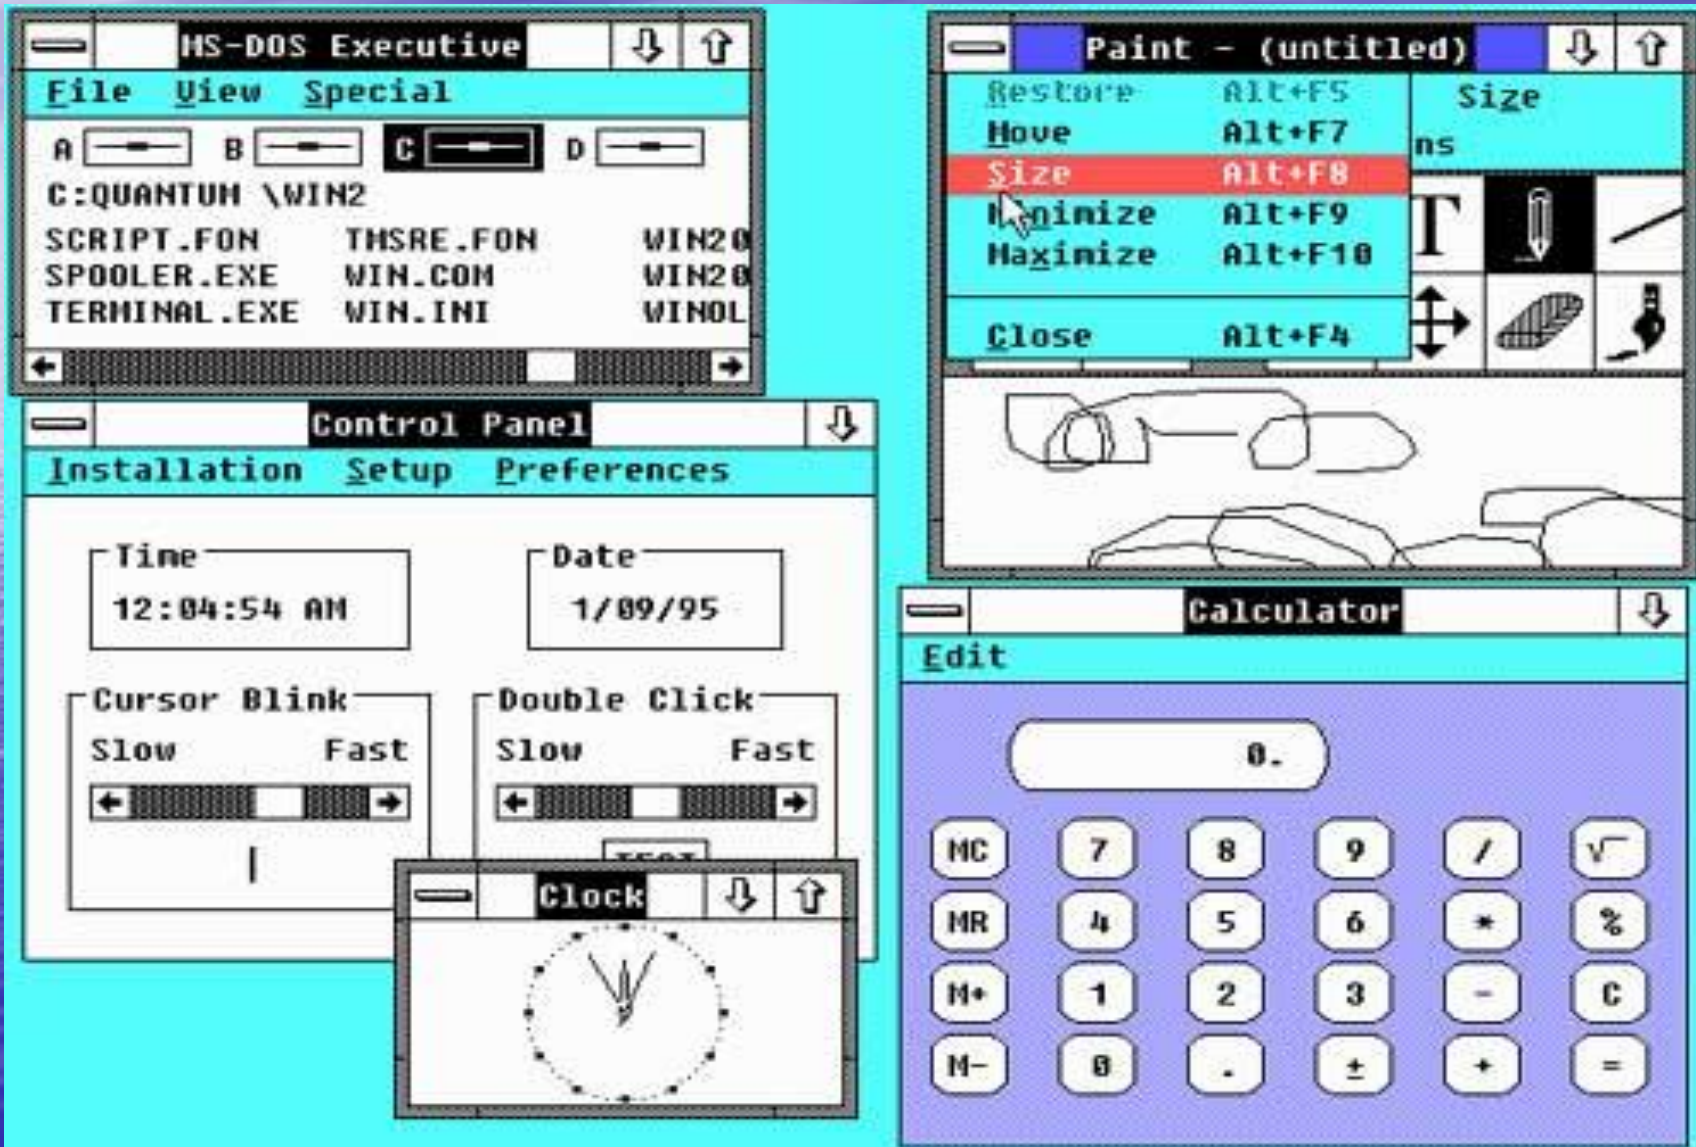 MS-DOS Executive
File View Special
A B C D
C:QUANTUM \WIN2
SCRIPT.FON TMSRE.FON WIN20
SPOOLER.EXE WIN.COM WIN20
TERMINAL.EXE WIN.INI WINOL
Paint - (untitled)
Restore Alt+F5
Size
Move Alt+F7
ns
Size Alt+F8
Minimize Alt+F9
Maximize Alt+F10
Close Alt+F4
T
Control Panel
Installation Setup Preferences
Time
12:04:54 AM
Date
1/09/95
Cursor Blink
Slow Fast
Double Click
Slow Fast
Clock
Calculator
Edit
0.
MC 7 8 9 / √
MR 4 5 6 * %
M+ 1 2 3 - C
M- 0 . ± + =